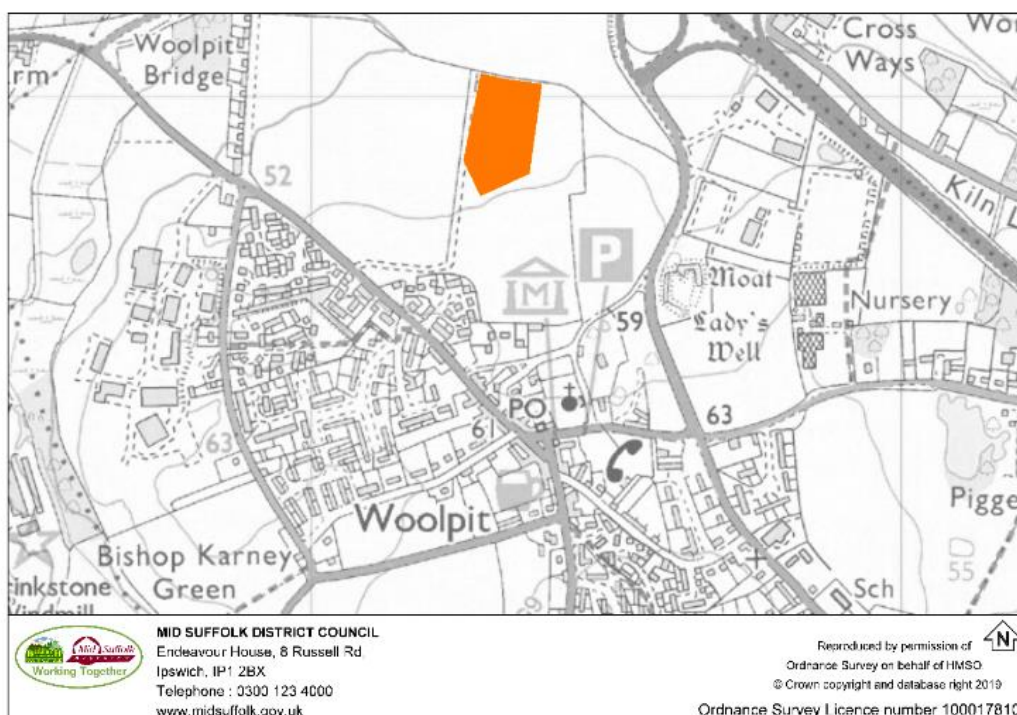 Woolpit
Bridge
Cross
Ways
52
Kiln
P
M
Moat
Lady's
Well
59
Nursery
PO
61
63
63
Woolpit
Bishop Karney
Green
Sch
55
MID SUFFOLK DISTRICT COUNCIL
Endeavour House, 8 Russell Rd
Ipswich, IP1 2BX
Telephone : 0300 123 4000
www.midsuffolk.gov.uk
Mid Suffolk
Working Together
N
Reproduced by permission of
Ordnance Survey on behalf of HMSO
© Crown copyright and database right 2019
Ordnance Survey Licence number 100017810